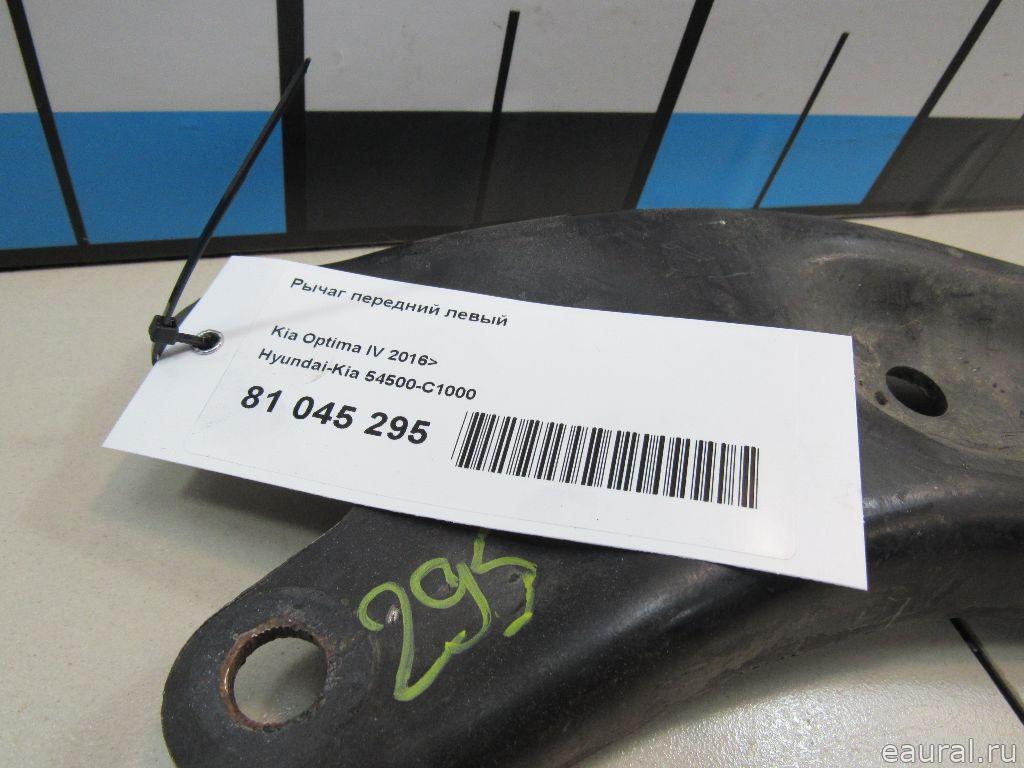 Рычаг передний левый
Kia Optima IV 2016>
Hyundai-Kia 54500-C1000
81 045 295
295
eaural.ru